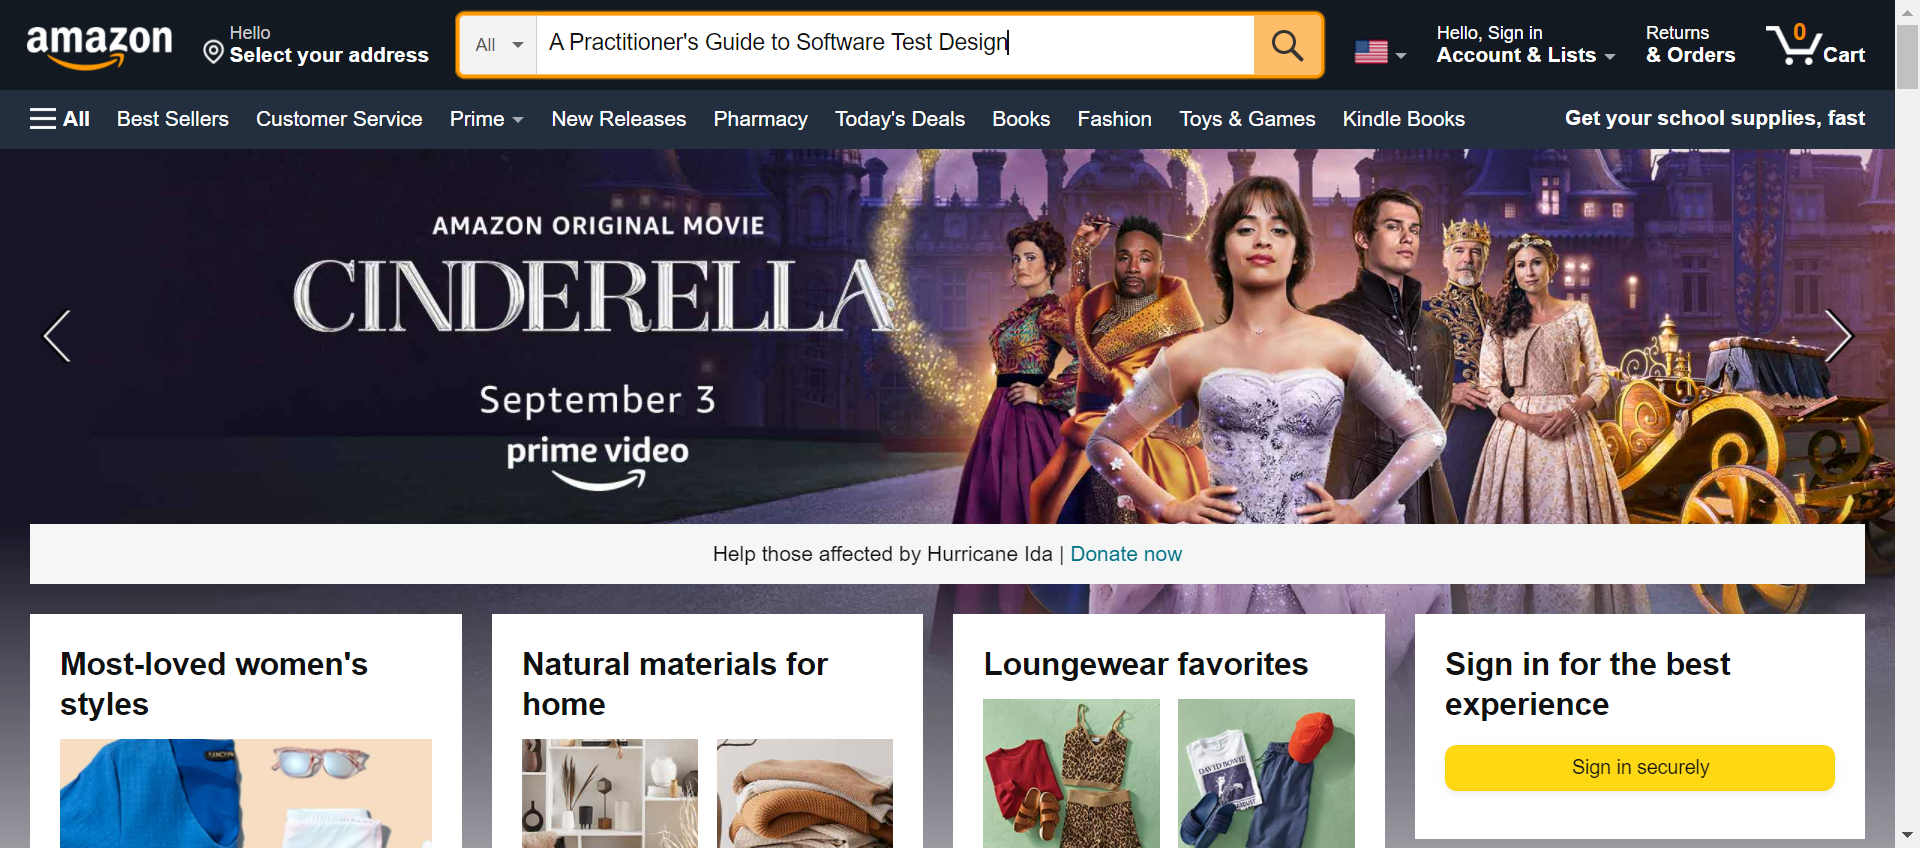 amazon
Hello
Select your address
All
A Practitioner's Guide to Software Test Design
Hello, Sign in
Account & Lists
Returns
& Orders
0
Cart
All
Best Sellers
Customer Service
Prime
New Releases
Pharmacy
Today's Deals
Books
Fashion
Toys & Games
Kindle Books
Get your school supplies, fast
AMAZON ORIGINAL MOVIE
CINDERELLA
September 3
prime video
Help those affected by Hurricane Ida | Donate now
Most-loved women's
styles
Natural materials for
home
Loungewear favorites
DAVID BOWIE
Sign in for the best
experience
Sign in securely